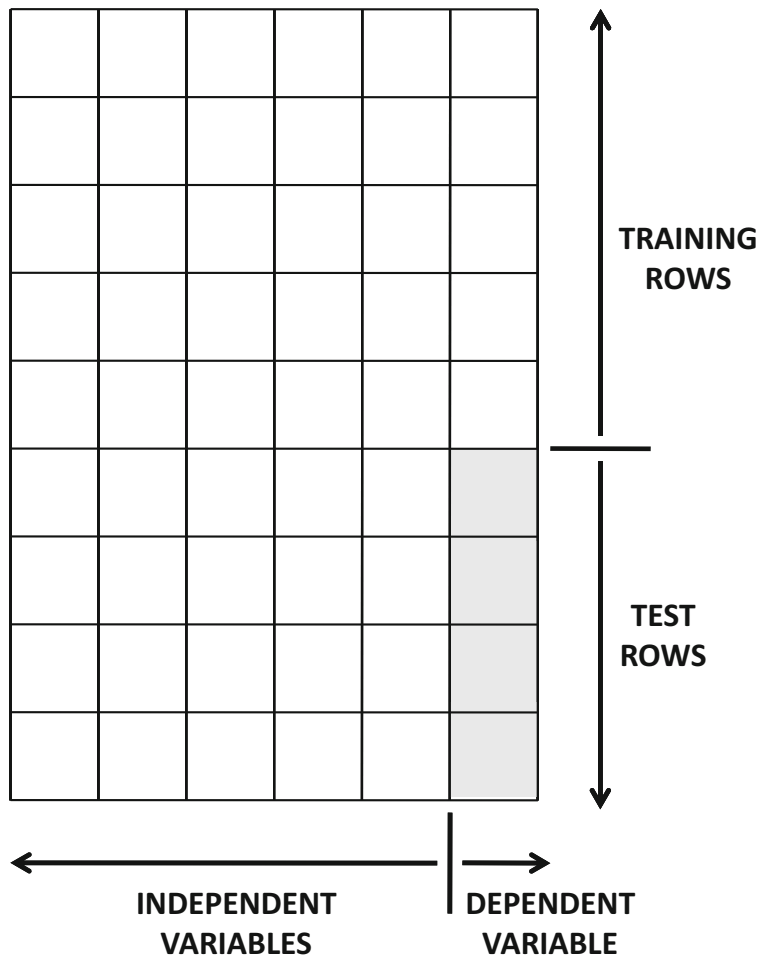 TRAINING
ROWS
TEST
ROWS
INDEPENDENT
VARIABLES
DEPENDENT
VARIABLE